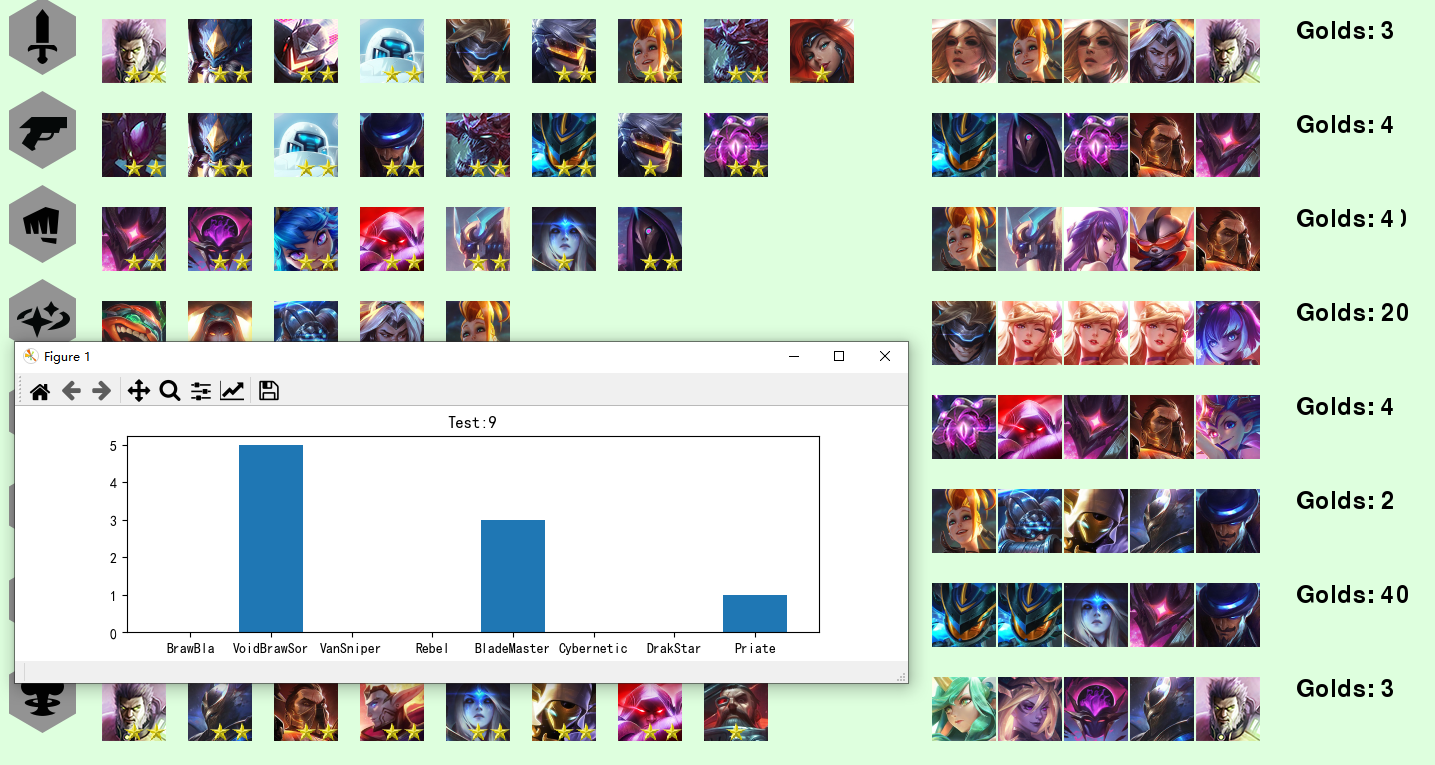 Golds: 3
Golds: 4
Golds: 4 )
Golds: 20
Figure 1
Test:9
5
4
3
2
1
0
BrawBla VoidBrawSor VanSniper Rebel BladeMaster Cybernetic DrakStar Priate
Golds: 4
Golds: 2
Golds: 40
Golds: 3